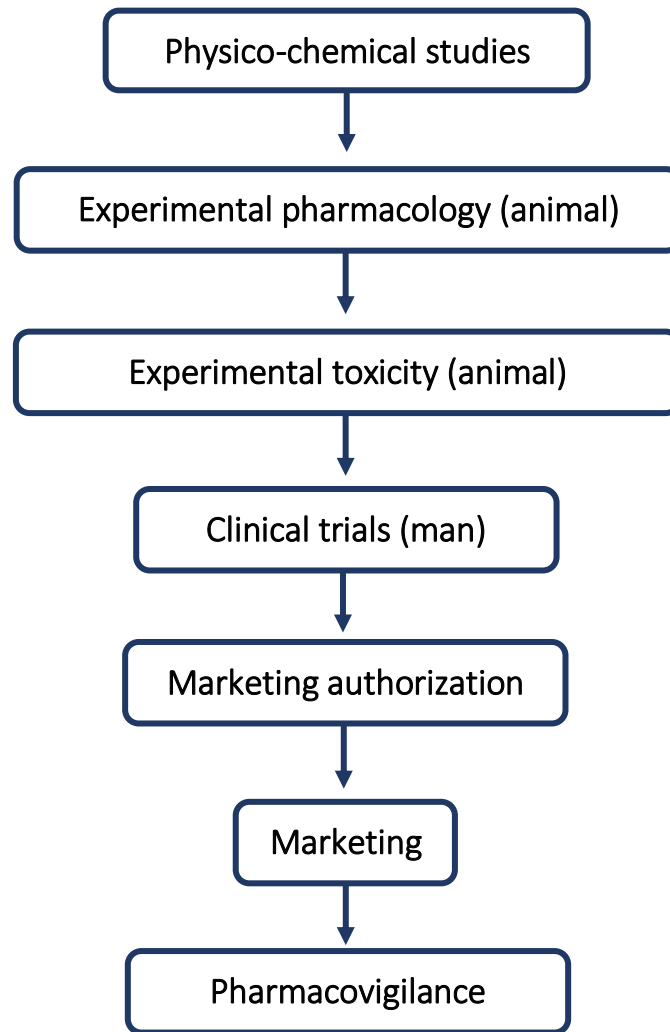 Physico-chemical studies
Experimental pharmacology (animal)
Experimental toxicity (animal)
Clinical trials (man)
Marketing authorization
Marketing
Pharmacovigilance